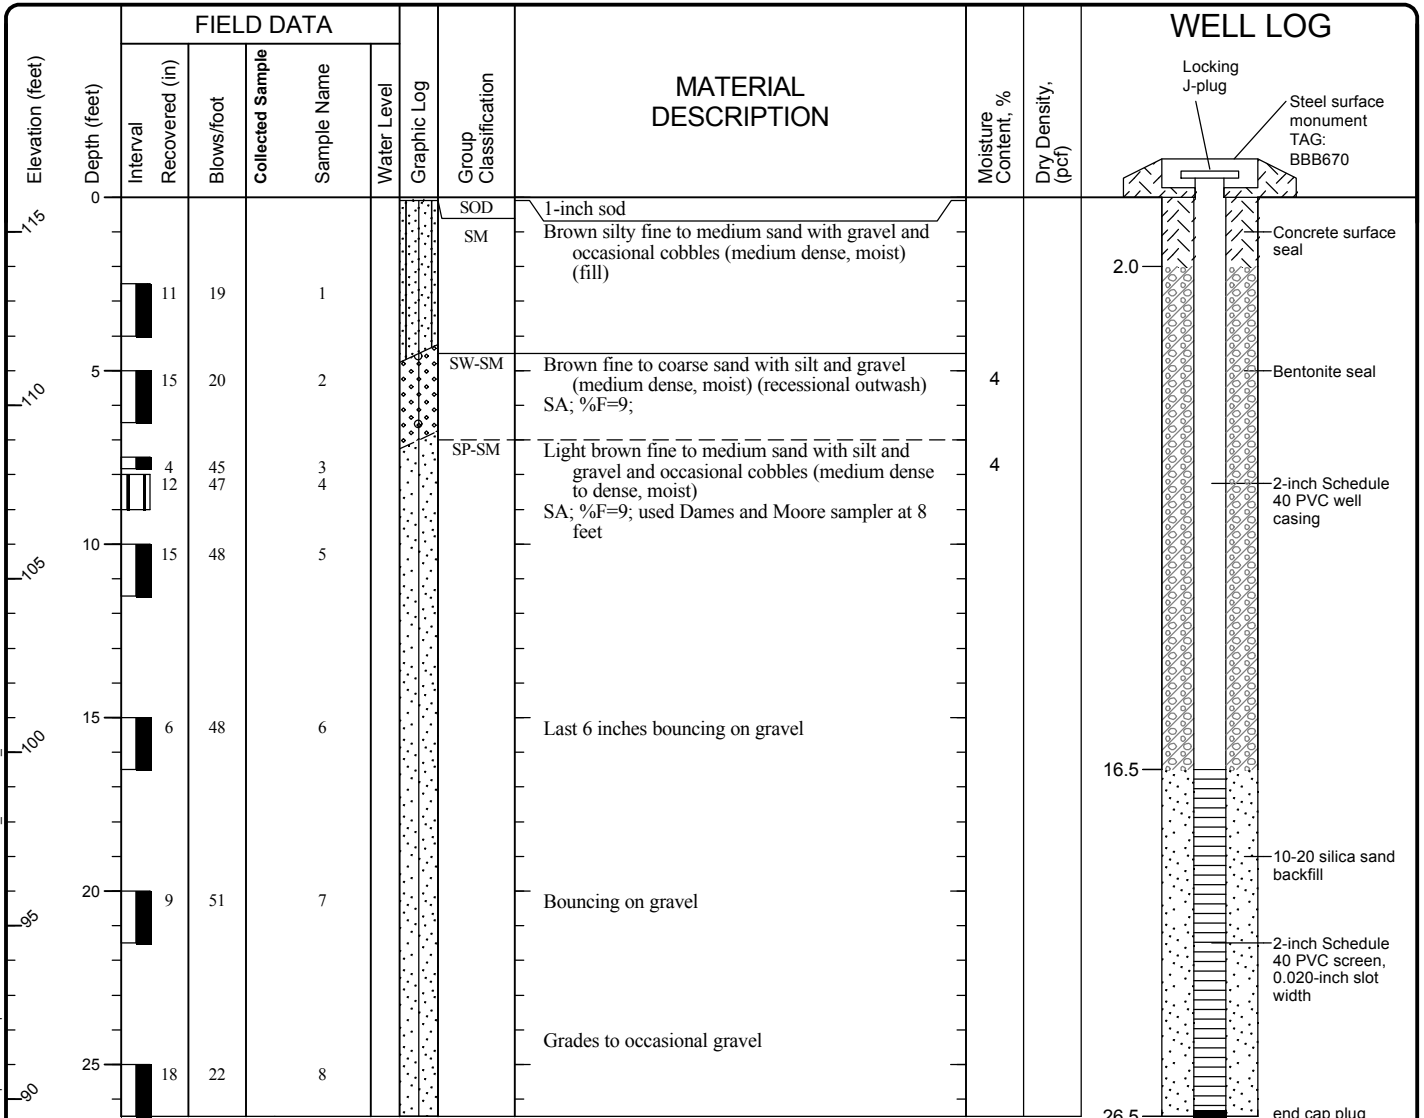 FIELD DATA
WELL LOG
Elevation (feet)
Depth (feet)
Interval
Recovered (in)
Blows/foot
Collected Sample
Sample Name
Water Level
Graphic Log
Group
Classification
MATERIAL
DESCRIPTION
Moisture
Content, %
Dry Density,
(pcf)
Locking
J-plug
Steel surface
monument
TAG:
BBB670
0
SOD
1-inch sod
115
SM
Brown silty fine to medium sand with gravel and
occasional cobbles (medium dense, moist)
(fill)
Concrete surface
seal
2.0
11 19 1
SW-SM
Brown fine to coarse sand with silt and gravel
(medium dense, moist) (recessional outwash)
SA; %F=9;
5
15 20 2
4
Bentonite seal
110
SP-SM
Light brown fine to medium sand with silt and
gravel and occasional cobbles (medium dense
to dense, moist)
SA; %F=9; used Dames and Moore sampler at 8
feet
4 45 3
4
12 47 4
2-inch Schedule
40 PVC well
casing
10
15 48 5
105
15
6 48 6
Last 6 inches bouncing on gravel
100
16.5
10-20 silica sand
backfill
20
9 51 7
Bouncing on gravel
95
2-inch Schedule
40 PVC screen,
0.020-inch slot
width
Grades to occasional gravel
25
18 22 8
90
26.5
end cap plug